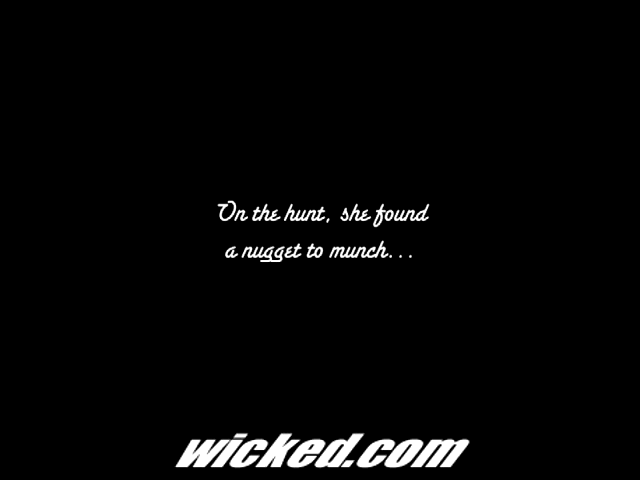 On the hunt, she found
a nugget to munch...
wicked.com